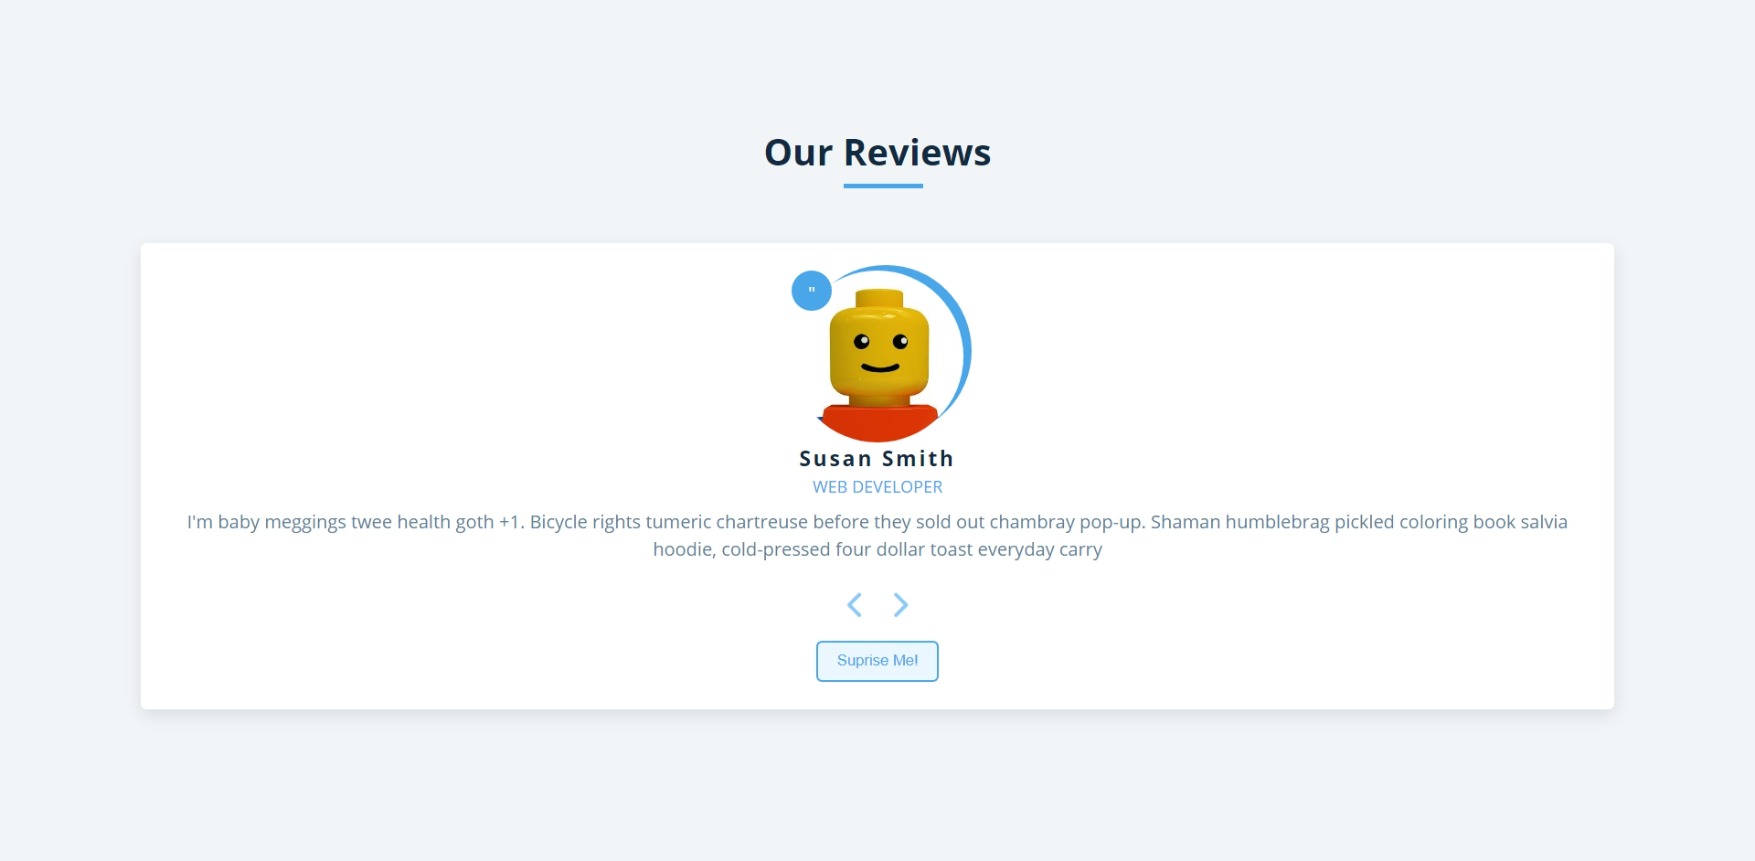 Our Reviews
"
Susan Smith
WEB DEVELOPER
I'm baby meggings twee health goth +1. Bicycle rights tumeric chartreuse before they sold out chambray pop-up. Shaman humblebrag pickled coloring book salvia
hoodie, cold-pressed four dollar toast everyday carry
Suprise Me!